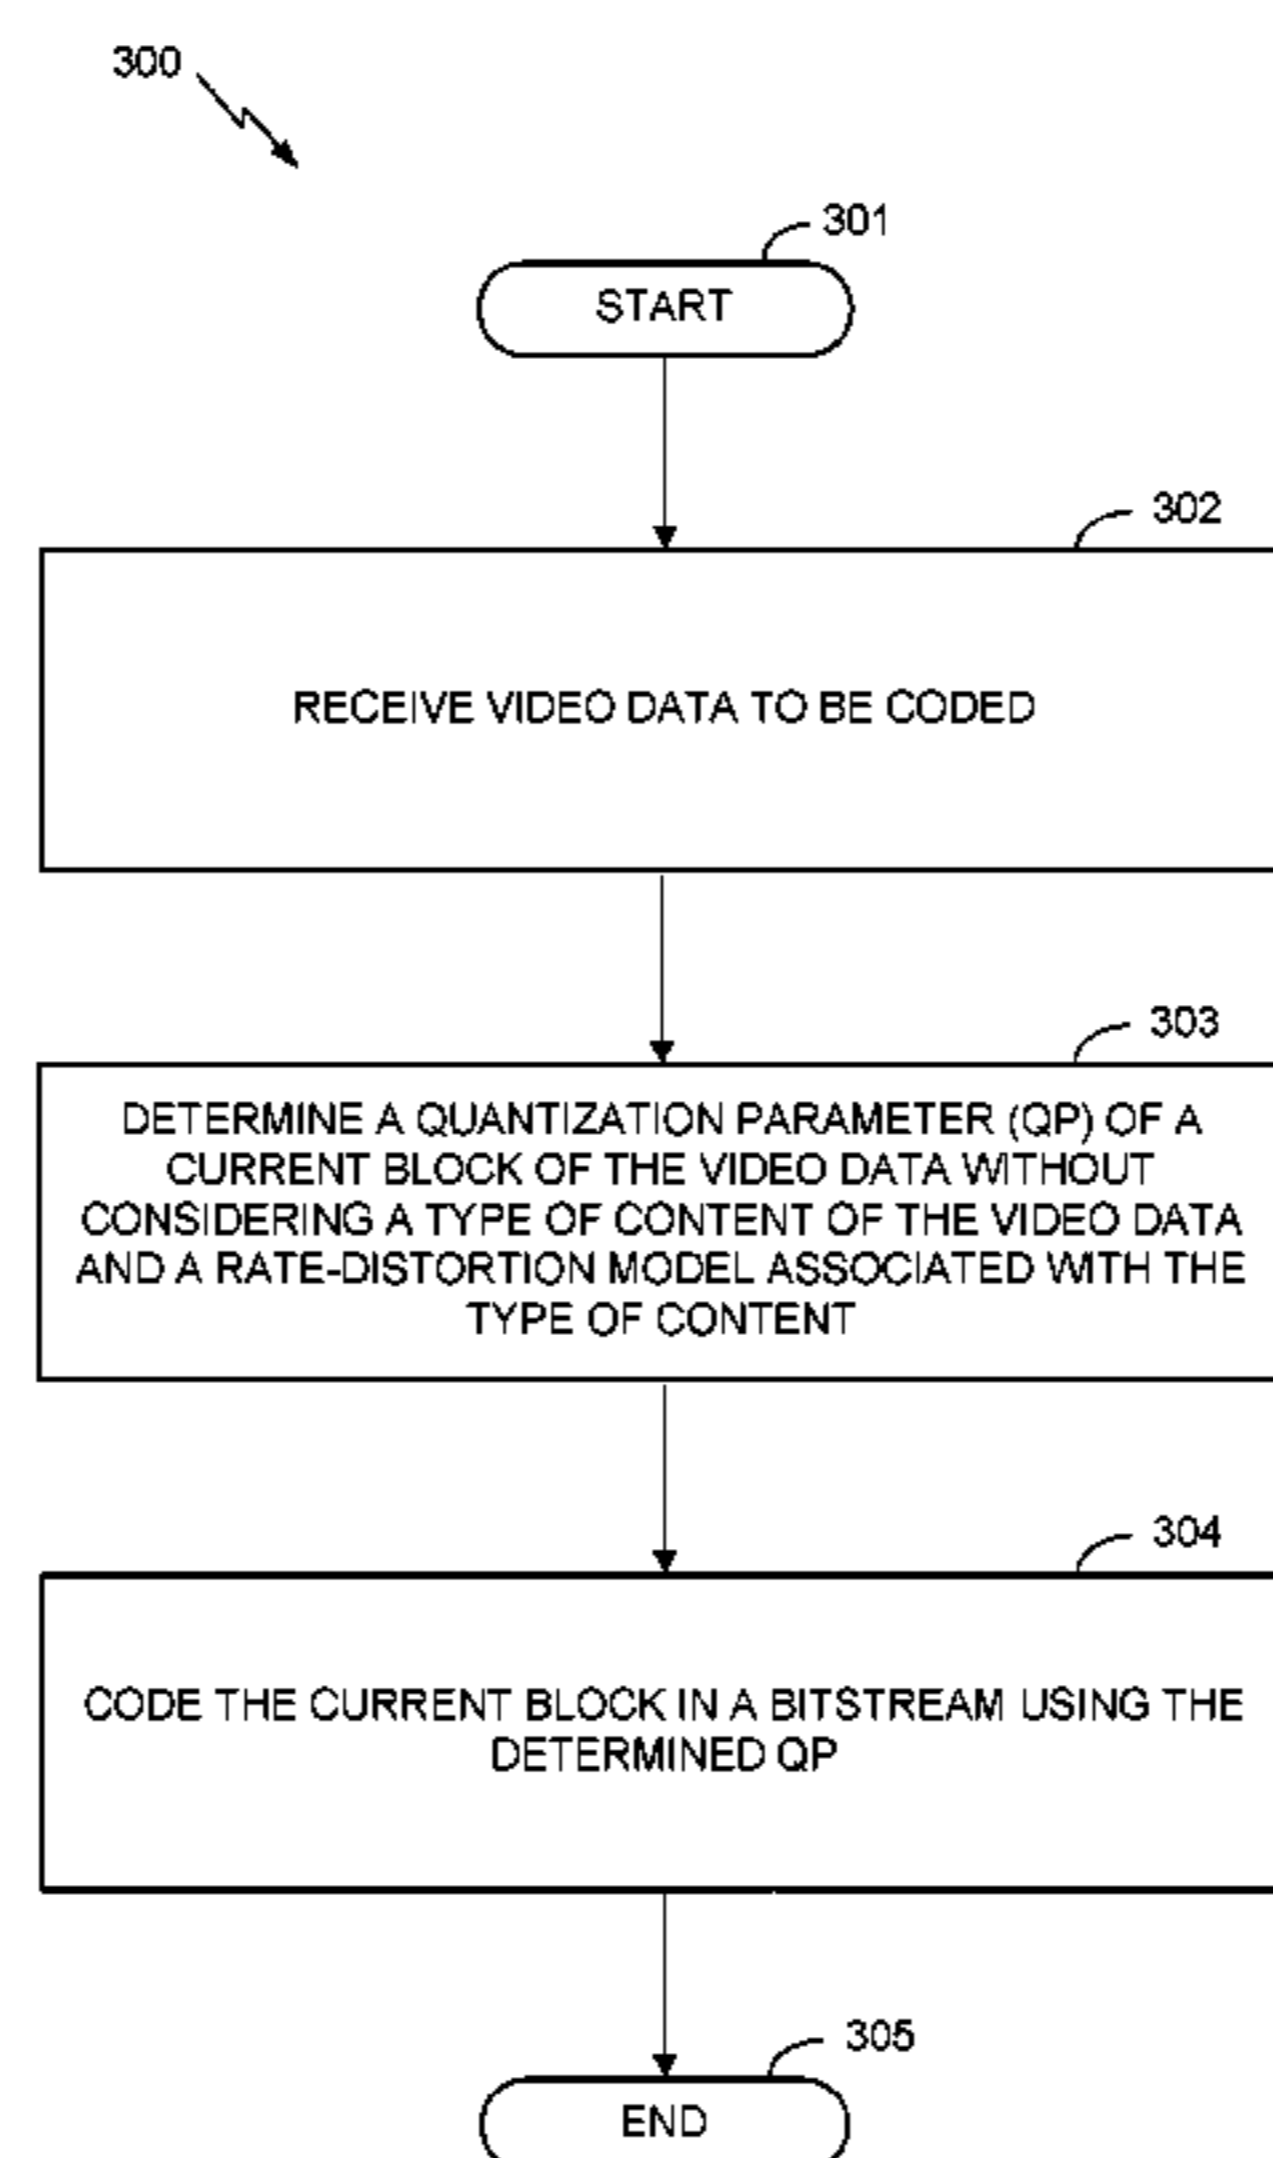 300
301
START
302
RECEIVE VIDEO DATA TO BE CODED
303
DETERMINE A QUANTIZATION PARAMETER (QP) OF A
CURRENT BLOCK OF THE VIDEO DATA WITHOUT
CONSIDERING A TYPE OF CONTENT OF THE VIDEO DATA
AND A RATE-DISTORTION MODEL ASSOCIATED WITH THE
TYPE OF CONTENT
304
CODE THE CURRENT BLOCK IN A BITSTREAM USING THE
DETERMINED QP
305
END